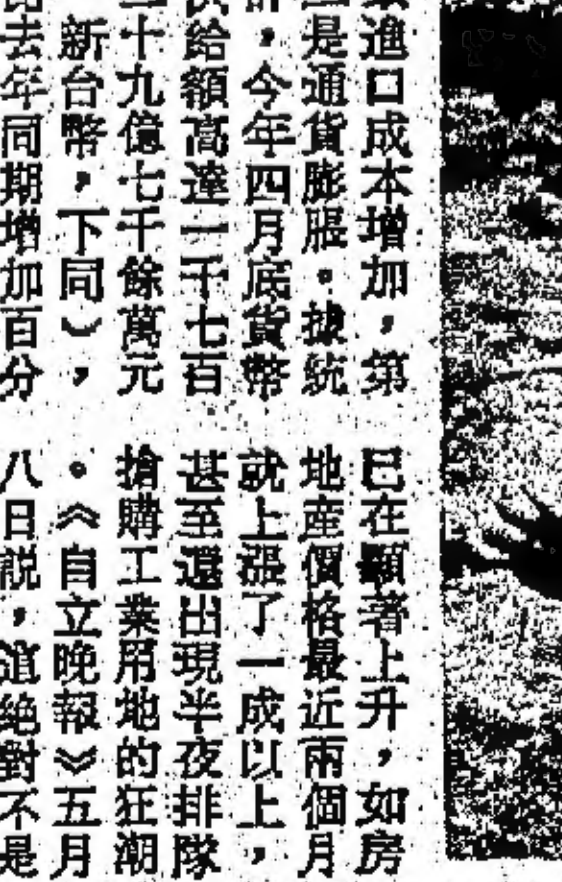 進口成本增加,第
是通貨膨脹。據統
,今年四月底貨幣
給額高達一千七百
十九億七千餘萬元
新台幣,下同),
去年同期增加百分
已在顯著上升,如房
地産價格最近兩個月
就上漲了一成以上,
甚至還出現半夜排隊
搶購工業用地的狂潮
。《自立晚報》五月
八日説,這絕對不是